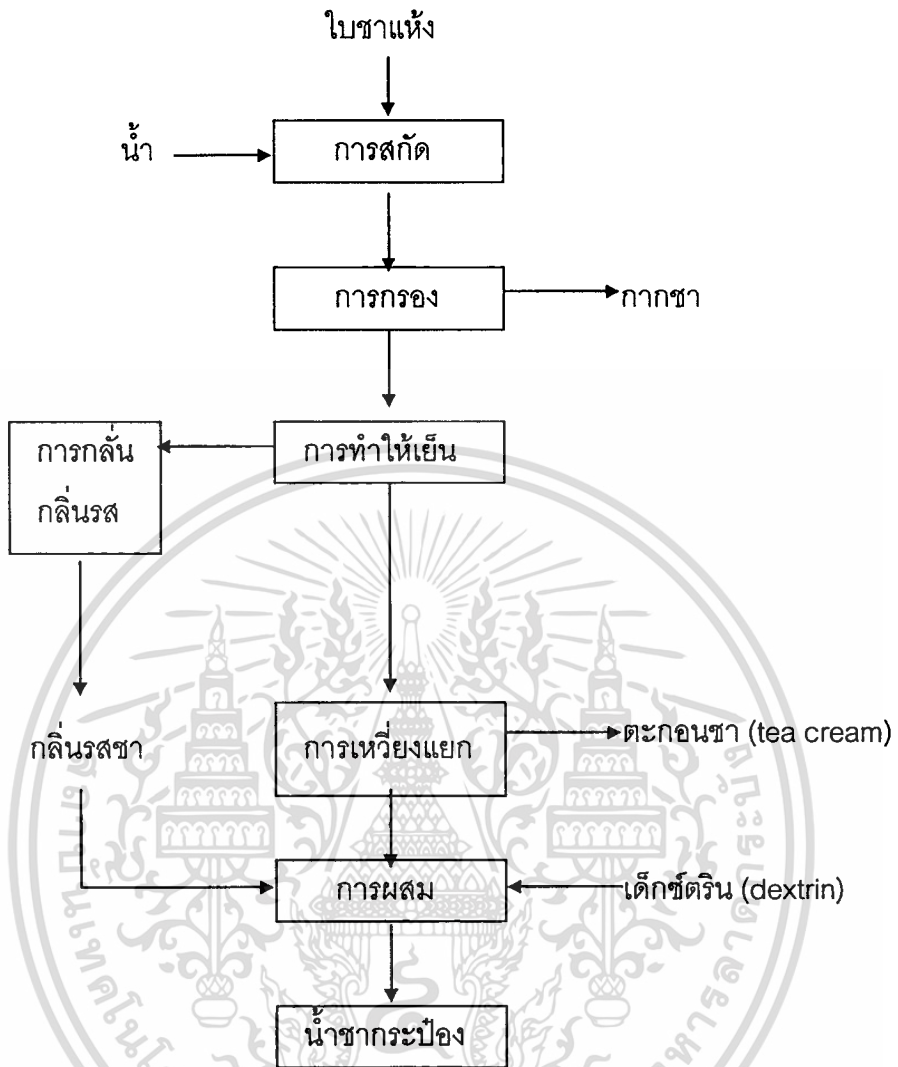 ใบชาแห้ง
น้ำ
การสกัด
การกรอง
กากชา
การกลั่น
กลิ่นรส
การทำให้เย็น
กลิ่นรสชา
การเหวี่ยงแยก
ตะกอนชา (tea cream)
การผสม
เด็กซ์ตริน (dextrin)
น้ำชากระป๋อง